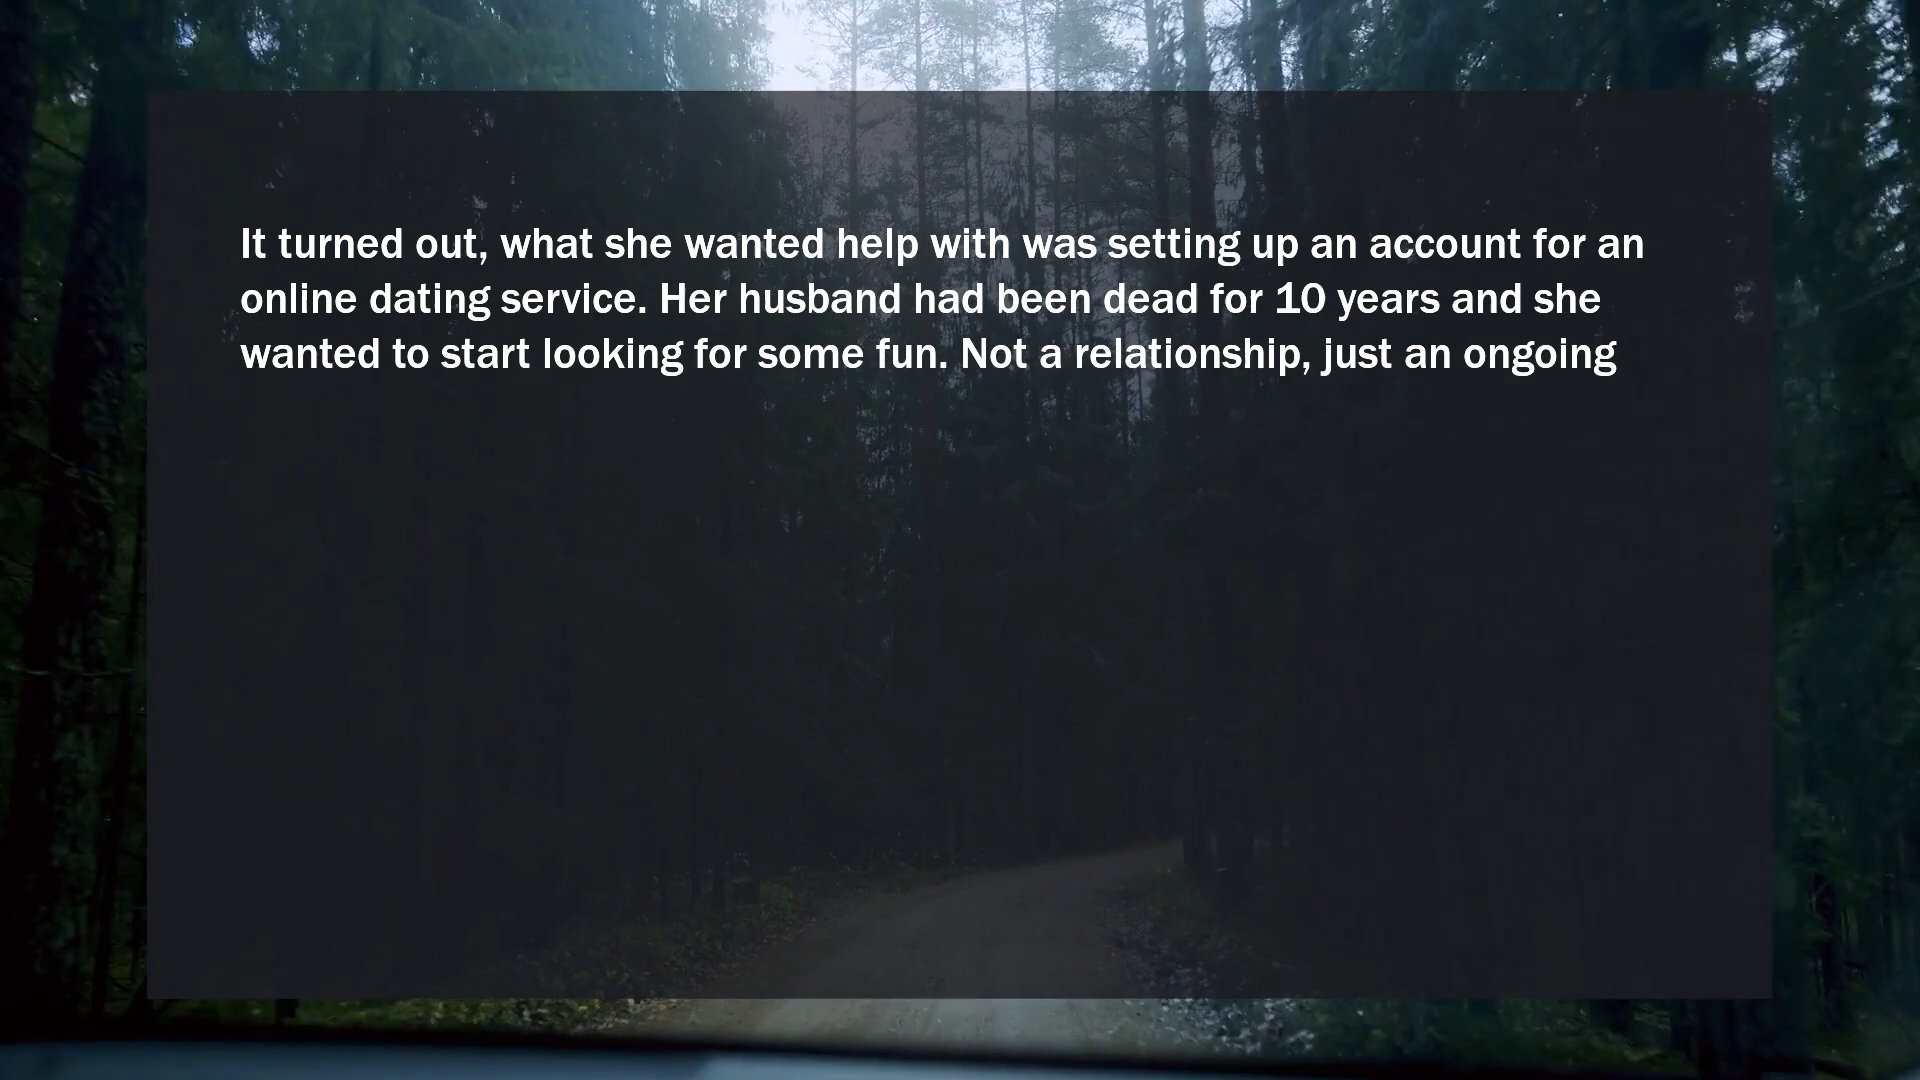 It turned out, what she wanted help with was setting up an account for an
online dating service. Her husband had been dead for 10 years and she
wanted to start looking for some fun. Not a relationship, just an ongoing